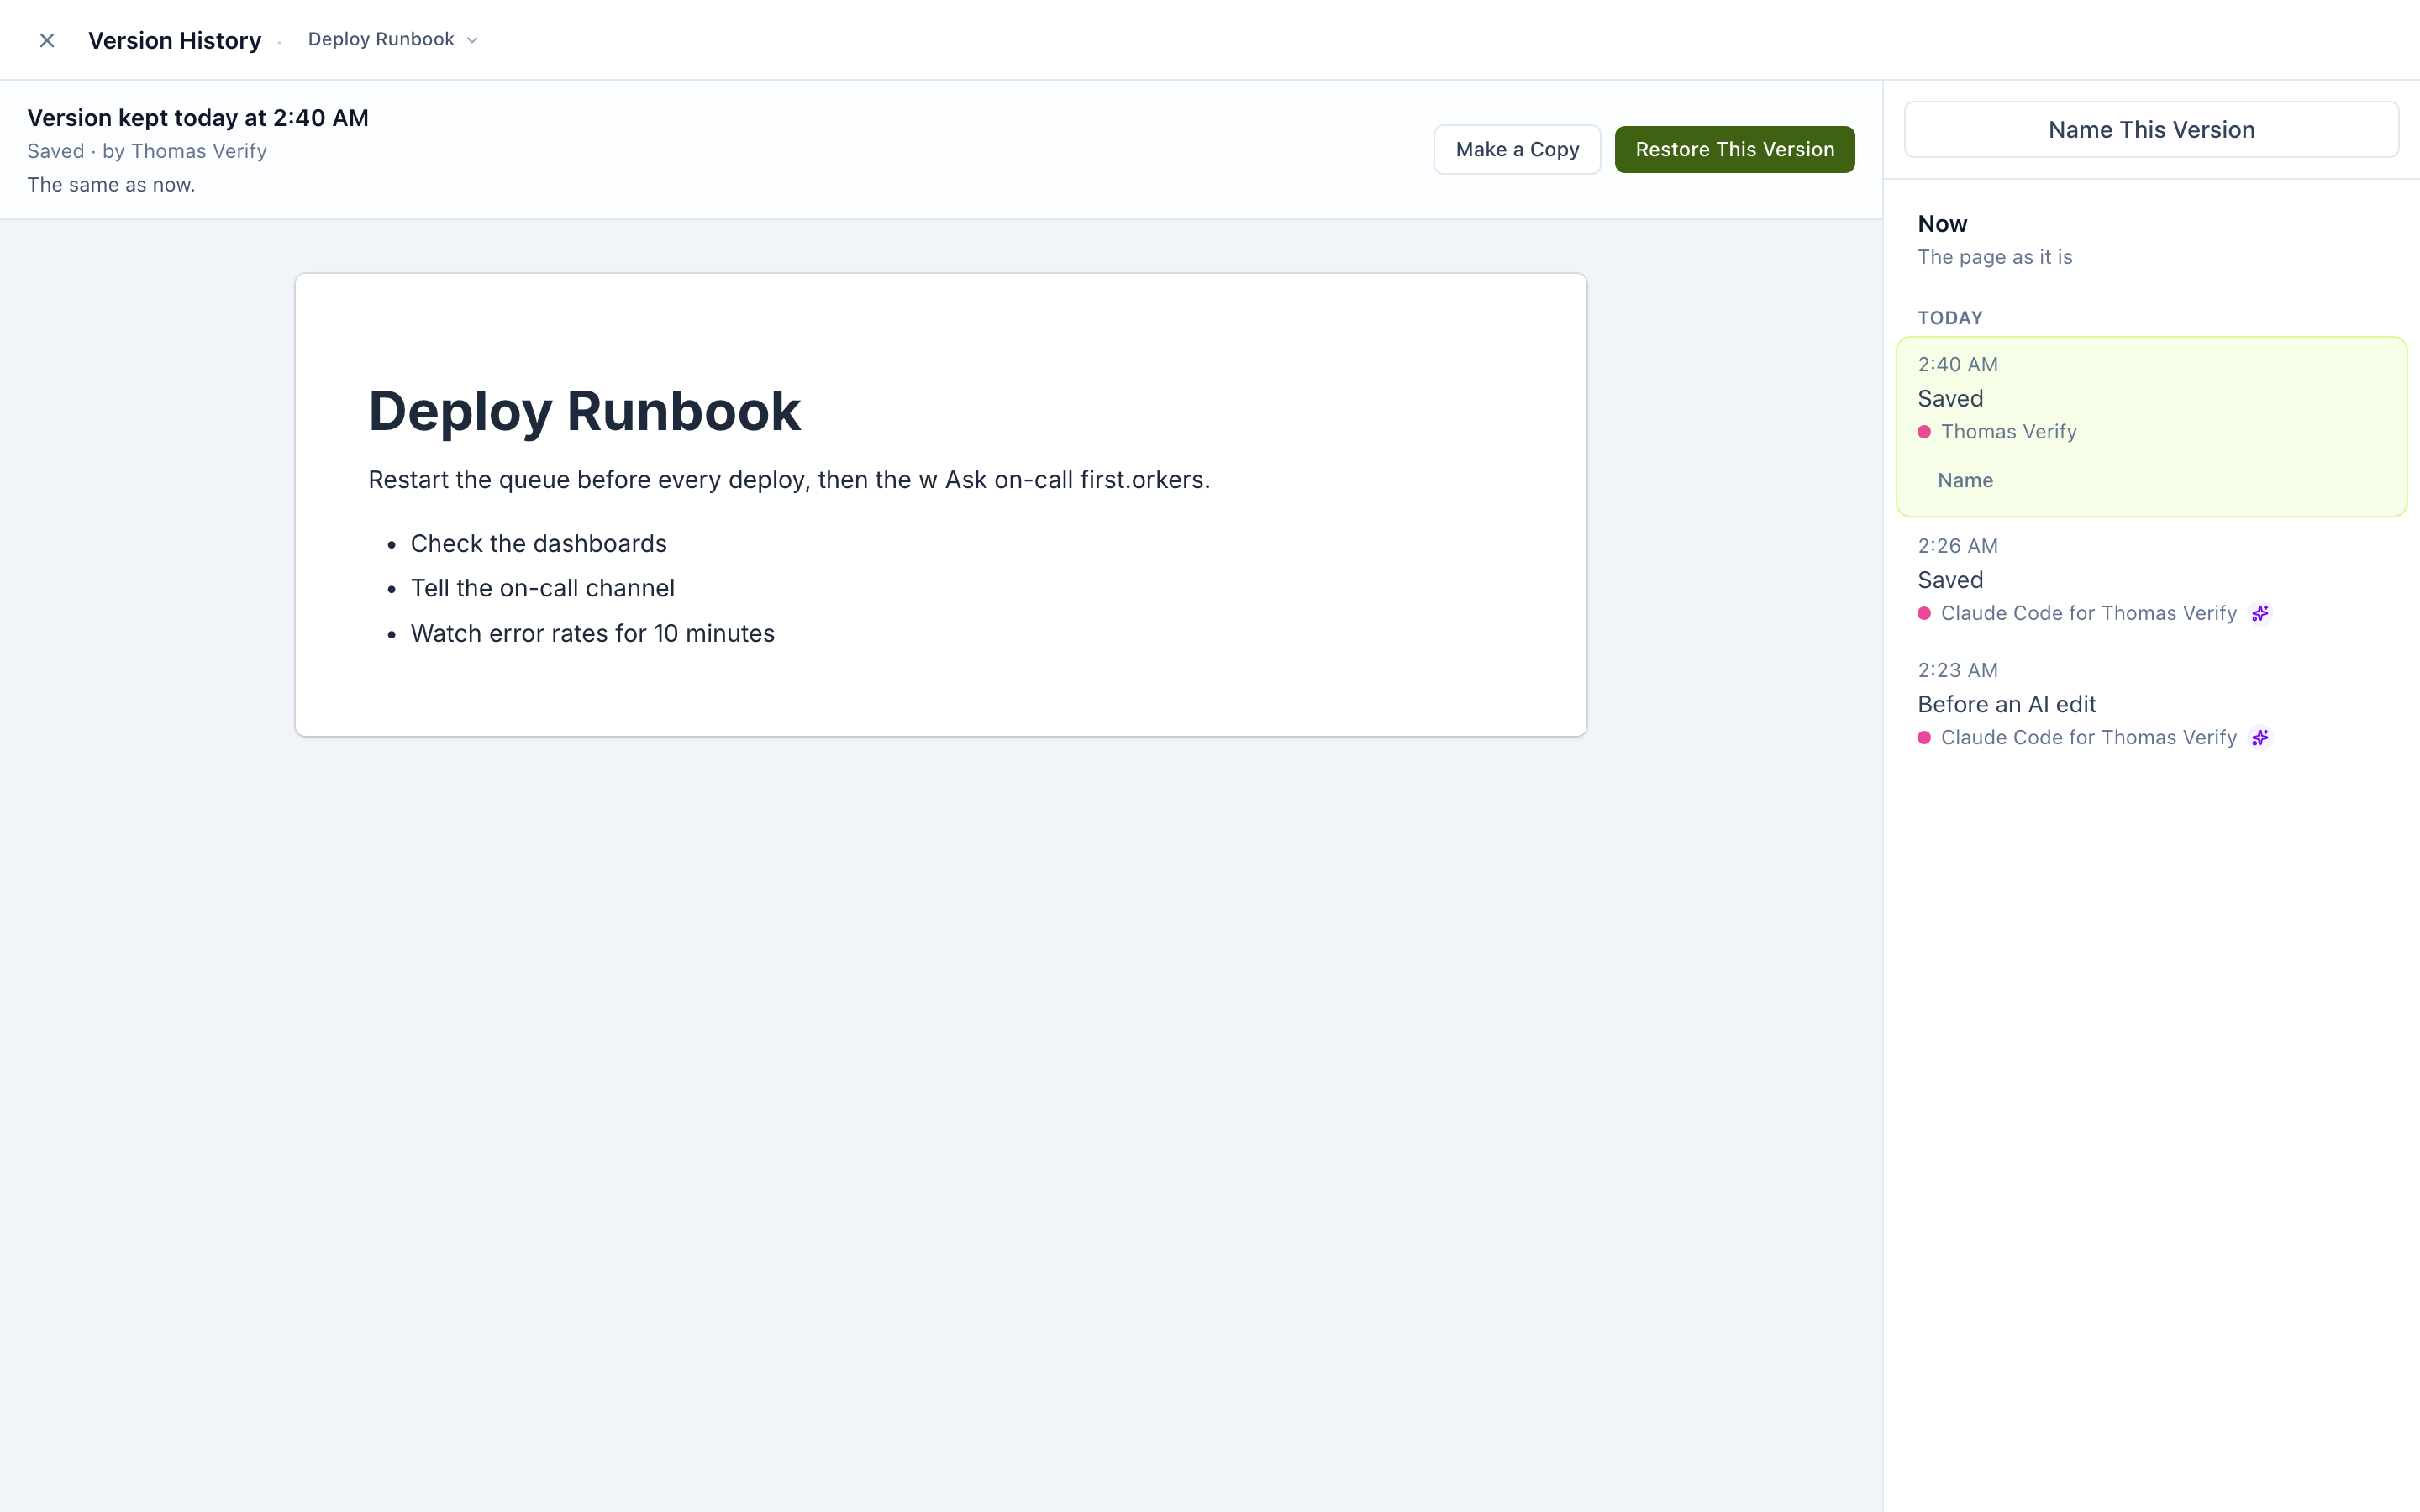 Version History · Deploy Runbook
Version kept today at 2:40 AM
Saved · by Thomas Verify
The same as now.
Make a Copy
Restore This Version
Deploy Runbook
Restart the queue before every deploy, then the w Ask on-call first.orkers.
• Check the dashboards
• Tell the on-call channel
• Watch error rates for 10 minutes
Name This Version
Now
The page as it is
TODAY
2:40 AM
Saved
Thomas Verify
Name
2:26 AM
Saved
Claude Code for Thomas Verify
2:23 AM
Before an AI edit
Claude Code for Thomas Verify